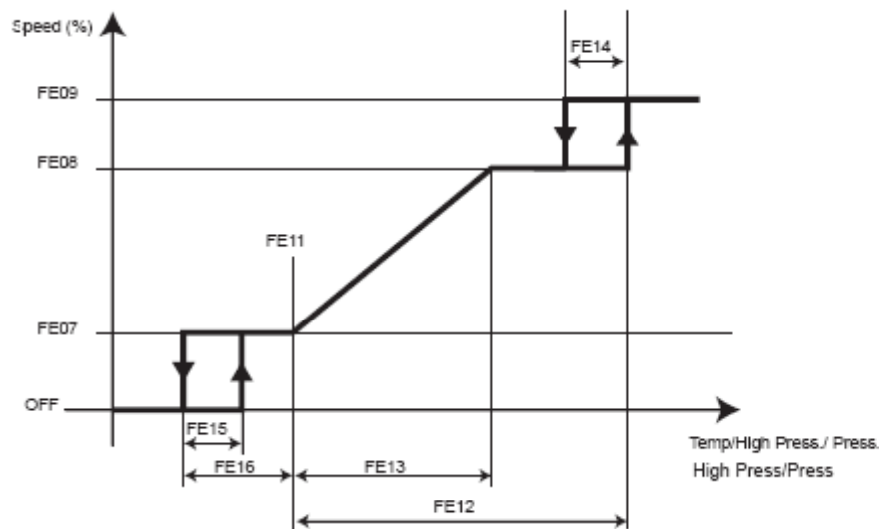 Speed (%)
FE14
FE09
FE08
FE11
FE07
OFF
FE15
Temp/High Press./ Press.
FE16
FE13
High Press/Press
FE12